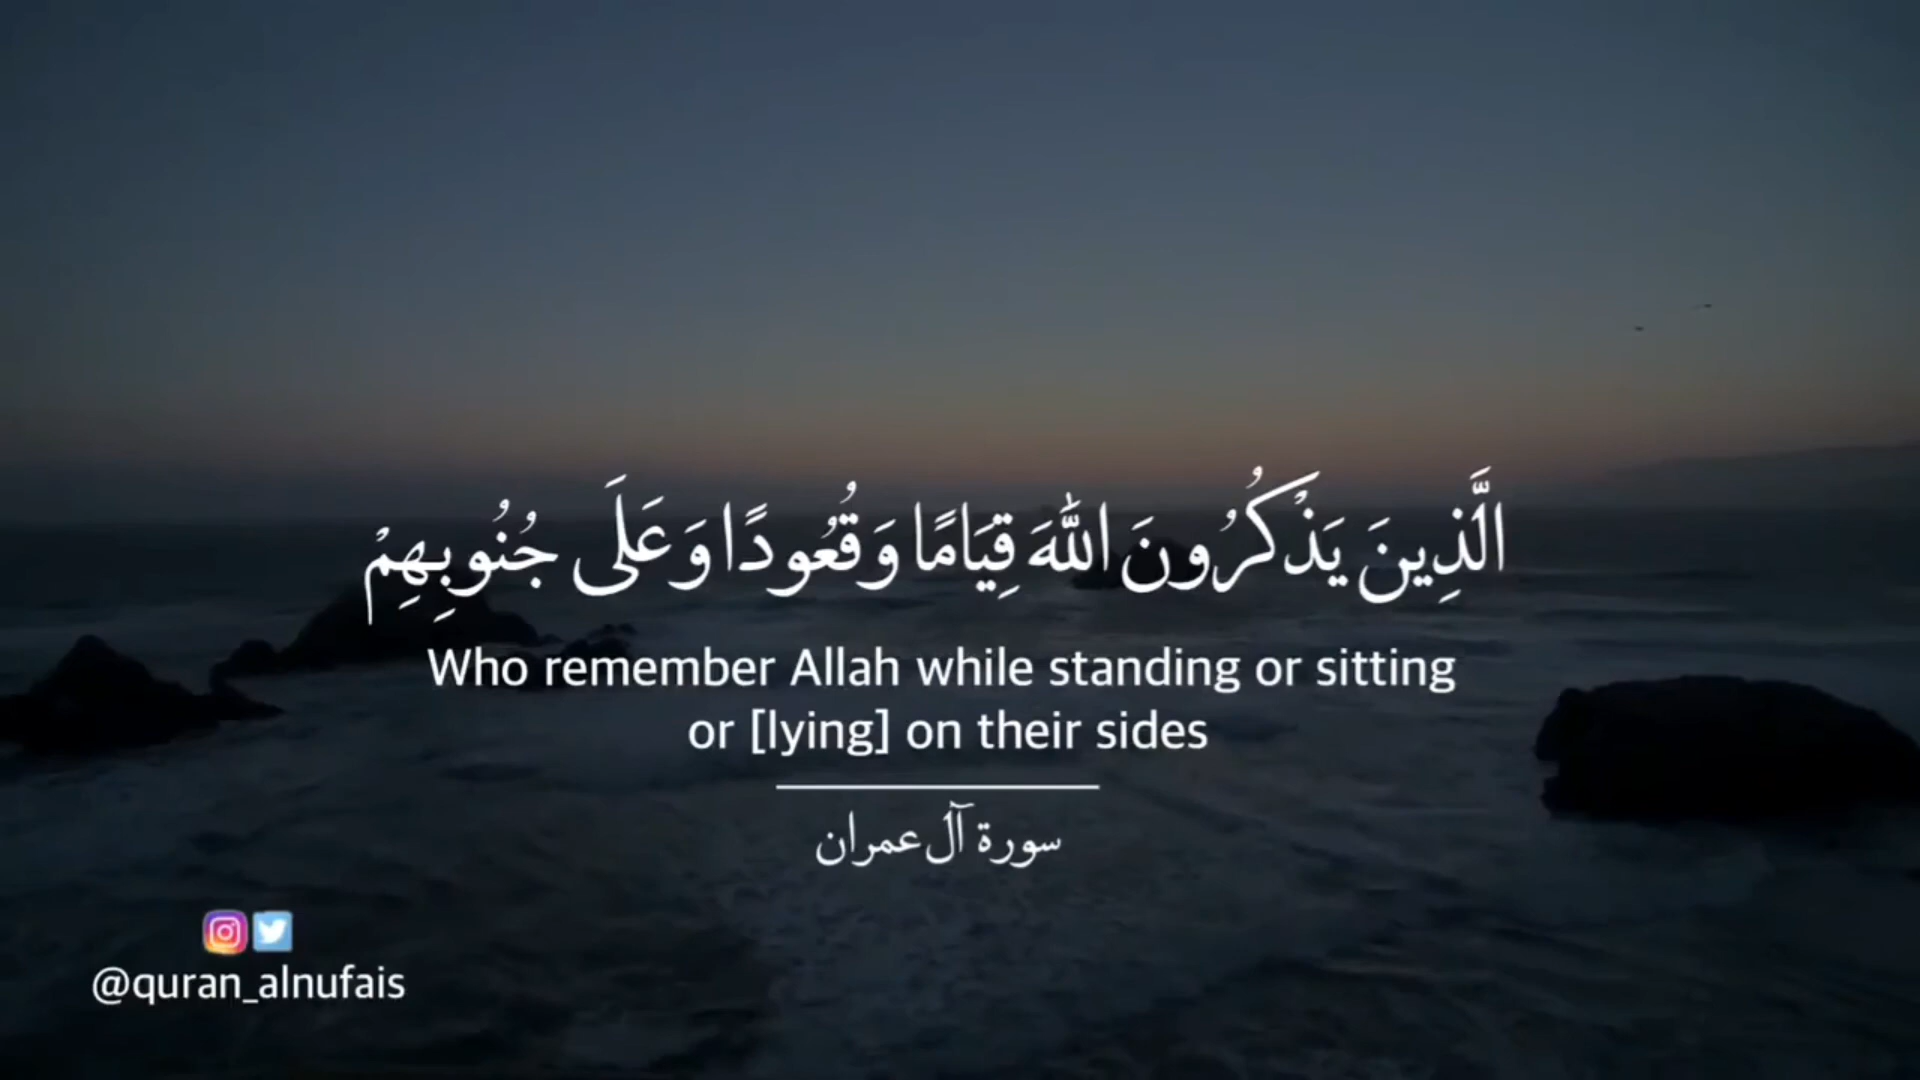 الَّذِينَ يَذْكُرُونَ اللَّهَ قِيَامًا وَقُعُودًا وَعَلَى جُنُوبِهِمْ
Who remember Allah while standing or sitting
or [lying] on their sides
سورة آل عمران
@quran_alnufais